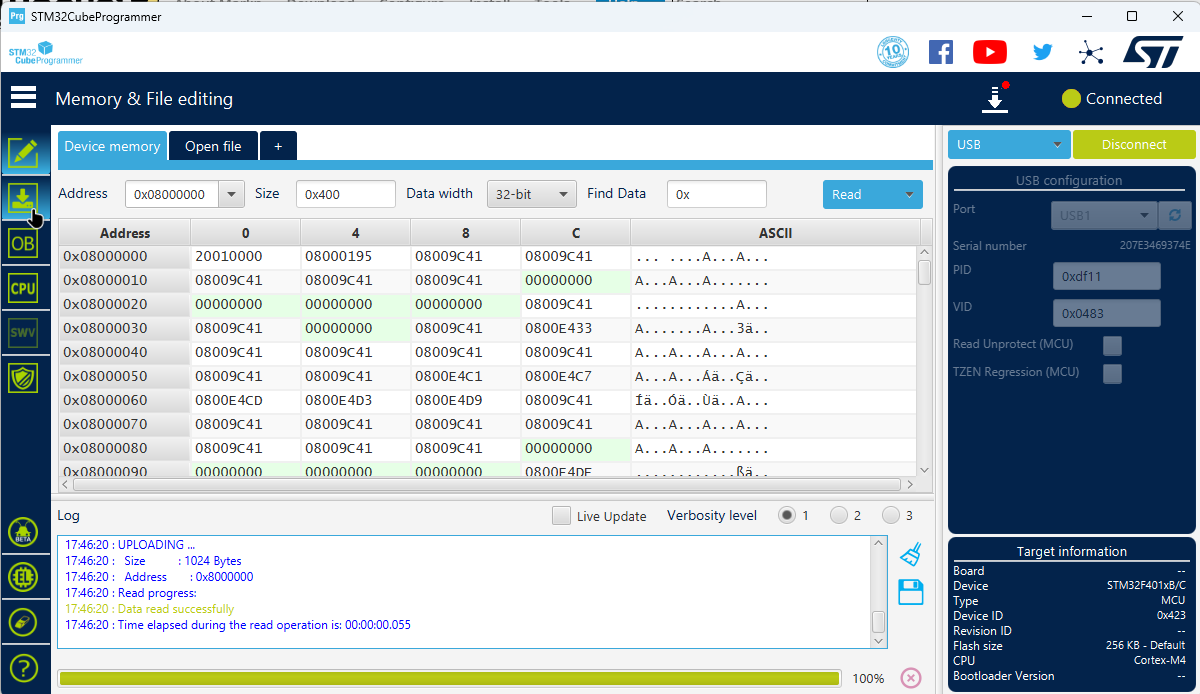 STM32CubeProgrammer
Prg
STM32
CubeProgrammer
10
Memory & File editing
Connected
Device memory
Open file
+
USB
Disconnect
Address
0x08000000
Size
0x400
Data width
32-bit
Find Data
0x
Read
Address 0 4 8 C ASCII
0x08000000 20010000 08000195 08009C41 08009C41 ... ....A...A...
0x08000010 08009C41 08009C41 08009C41 00000000 A...A...A.......
0x08000020 00000000 00000000 00000000 08009C41 ............A...
0x08000030 08009C41 00000000 08009C41 0800E433 A.......A...3ä..
0x08000040 08009C41 08009C41 08009C41 08009C41 A...A...A...A...
0x08000050 08009C41 08009C41 0800E4C1 0800E4C7 A...A...Áä..Çä..
0x08000060 0800E4CD 0800E4D3 0800E4D9 08009C41 Íä..Óä..Ùä..A...
0x08000070 08009C41 08009C41 08009C41 08009C41 A...A...A...A...
0x08000080 08009C41 08009C41 08009C41 00000000 A...A...A.......
0x08000090 00000000 00000000 00000000 0800E4DF ............ßä..
USB configuration
Port
USB1
Serial number
207E3469374E
PID
0xdf11
VID
0x0483
Read Unprotect (MCU)
TZEN Regression (MCU)
OB
CPU
SWV
BETA
EL
?
Log
Live Update
Verbosity level
1
2
3
17:46:20 : UPLOADING ...
17:46:20 : Size : 1024 Bytes
17:46:20 : Address : 0x8000000
17:46:20 : Read progress:
17:46:20 : Data read successfully
17:46:20 : Time elapsed during the read operation is: 00:00:00.055
100%
Target information
Board --
Device STM32F401xB/C
Type MCU
Device ID 0x423
Revision ID --
Flash size 256 KB - Default
CPU Cortex-M4
Bootloader Version --